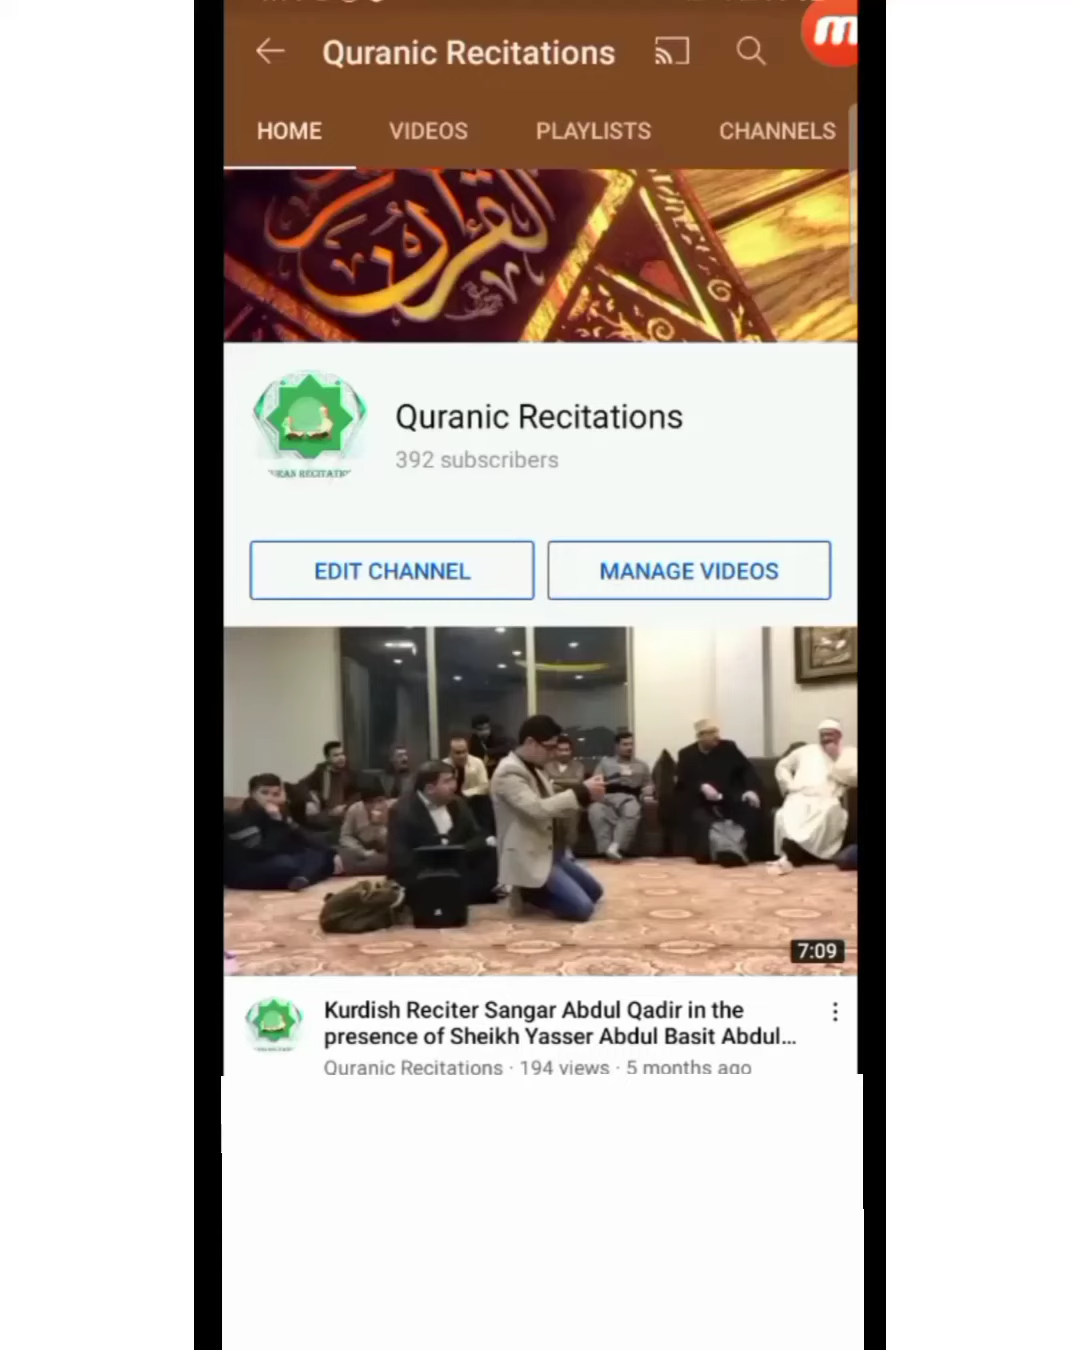 Quranic Recitations
HOME VIDEOS PLAYLISTS CHANNELS
القرآن
Quranic Recitations
392 subscribers
EDIT CHANNEL MANAGE VIDEOS
7:09
Kurdish Reciter Sangar Abdul Qadir in the
presence of Sheikh Yasser Abdul Basit Abdul...
Quranic Recitations · 194 views · 5 months ago